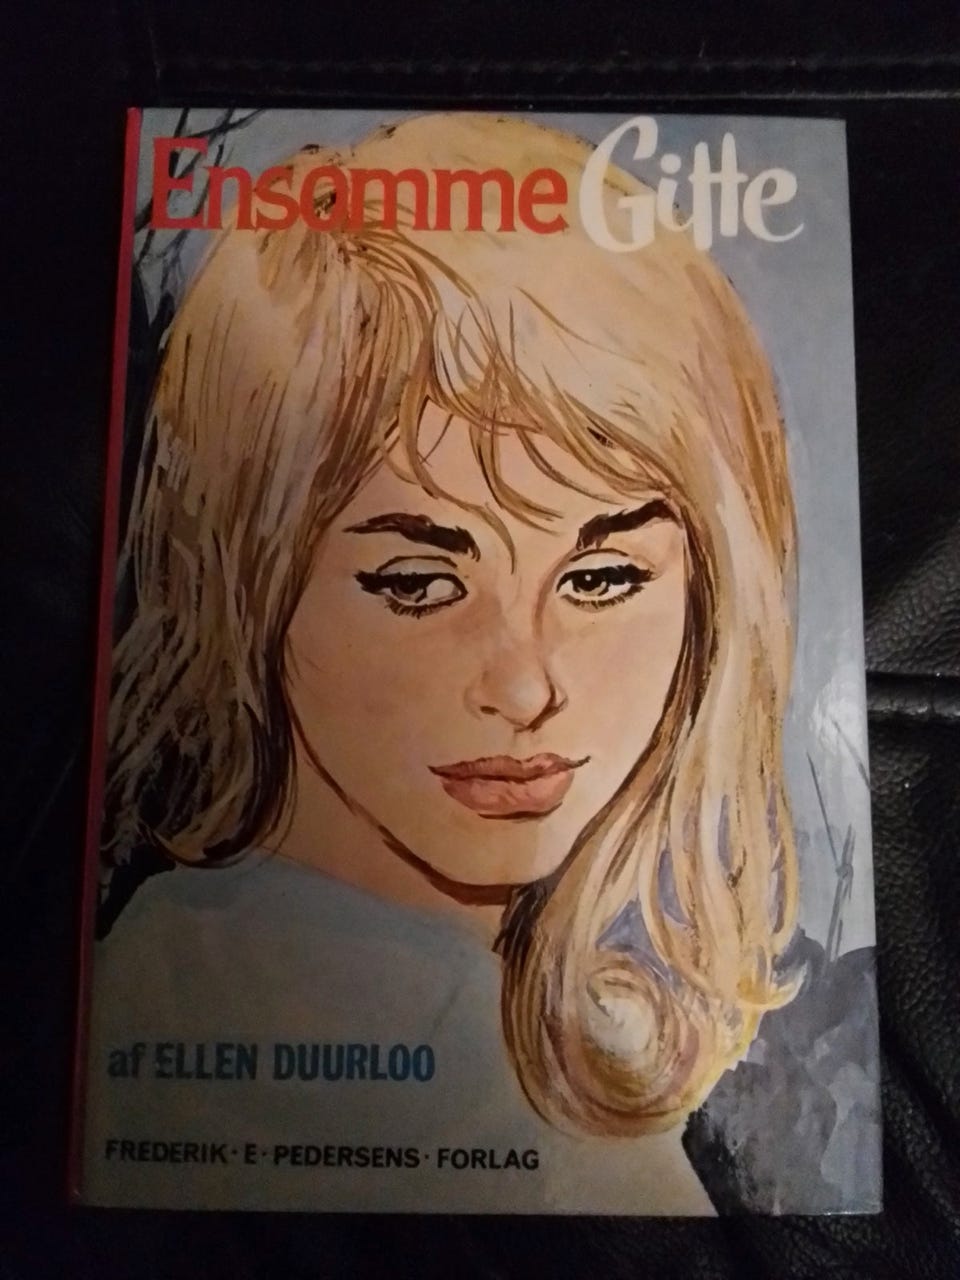 Ensomme Gitte
af ELLEN DUURLOO
FREDERIK · E · PEDERSENS · FORLAG